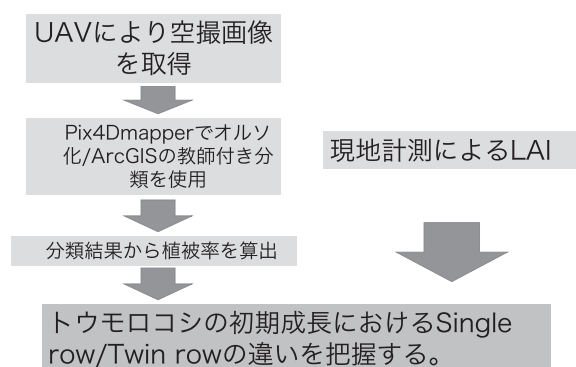 UAVにより空撮画像
を取得
Pix4Dmapperでオルソ
化/ArcGISの教師付き分
類を使用
現地計測によるLAI
分類結果から植被率を算出
トウモロコシの初期成長におけるSingle
row/Twin rowの違いを把握する。